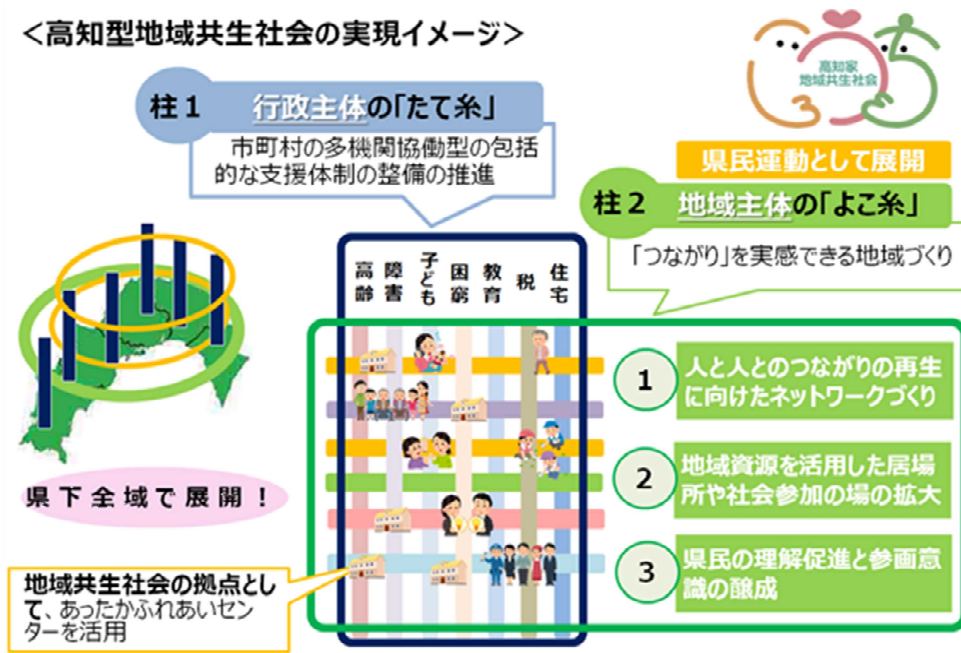 ＜高知型地域共生社会の実現イメージ＞
高知家
地域共生社会
柱１ 行政主体の「たて糸」
市町村の多機関協働型の包括
的な支援体制の整備の推進
県民運動として展開
柱２ 地域主体の「よこ糸」
「つながり」を実感できる地域づくり
高齢
障害
子ども
困窮
教育
税
住宅
1 人と人とのつながりの再生
に向けたネットワークづくり
2 地域資源を活用した居場
所や社会参加の場の拡大
3 県民の理解促進と参画意
識の醸成
県下全域で展開！
地域共生社会の拠点とし
て、あったかふれあいセン
ターを活用